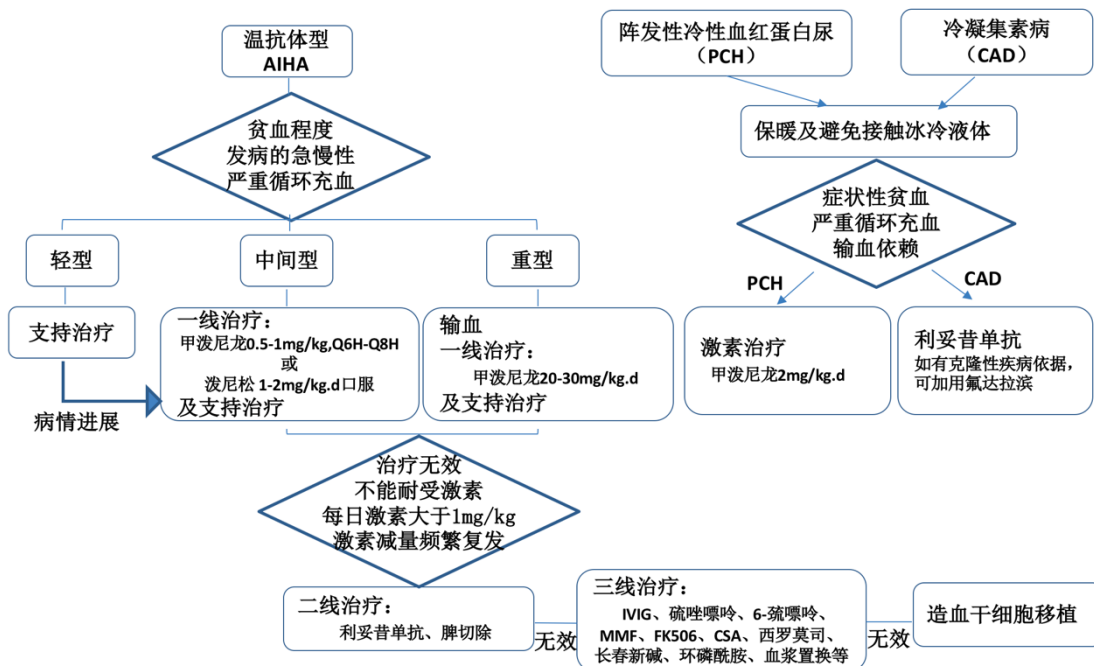 温抗体型
AIHA
贫血程度
发病的急慢性
严重循环充血
轻型
中间型
重型
支持治疗
一线治疗：
甲泼尼龙0.5-1mg/kg,Q6H-Q8H
或
泼尼松 1-2mg/kg.d口服
及支持治疗
输血
一线治疗：
甲泼尼龙20-30mg/kg.d
及支持治疗
病情进展
治疗无效
不能耐受激素
每日激素大于1mg/kg
激素减量频繁复发
二线治疗：
利妥昔单抗、脾切除
无效
三线治疗：
IVIG、硫唑嘌呤、6-巯嘌呤、
MMF、FK506、CSA、西罗莫司、
长春新碱、环磷酰胺、血浆置换等
无效
造血干细胞移植
阵发性冷性血红蛋白尿
（PCH）
冷凝集素病
（CAD）
保暖及避免接触冰冷液体
症状性贫血
严重循环充血
输血依赖
PCH
CAD
激素治疗
甲泼尼龙2mg/kg.d
利妥昔单抗
如有克隆性疾病依据，
可加用氟达拉滨